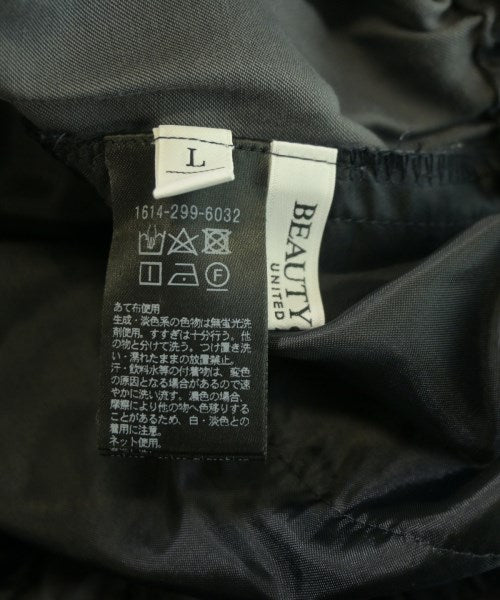 L
1614-299-6032
BEAUTY
UNITED
あて布使用
生成・淡色系の色物は無蛍光洗
剤使用。すすぎは十分行う。他
の物と分けて洗う。つけ置き洗
い・濡れたままの放置禁止。
汗・飲料水等の付着物は、変色
の原因となる場合があるので速
やかに洗い流す。濃色の場合、
摩擦により他の物へ色移りする
ことがあるため、白・淡色との
着用に注意。
ネット使用。